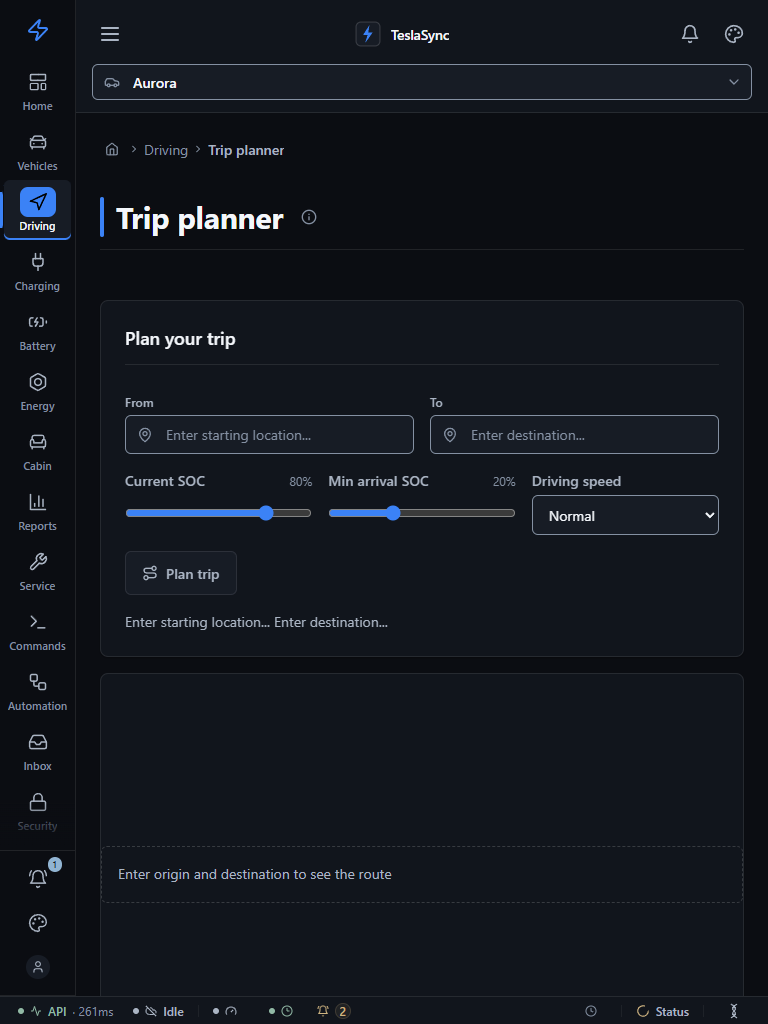 TeslaSync
Aurora
Home
Vehicles
Driving
Charging
Battery
Energy
Cabin
Reports
Service
Commands
Automation
Inbox
Security
1
Driving
Trip planner
Trip planner
Plan your trip
From
To
Enter starting location...
Enter destination...
Current SOC
80%
Min arrival SOC
20%
Driving speed
Normal
Plan trip
Enter starting location... Enter destination...
Enter origin and destination to see the route
API · 261ms
Idle
2
Status